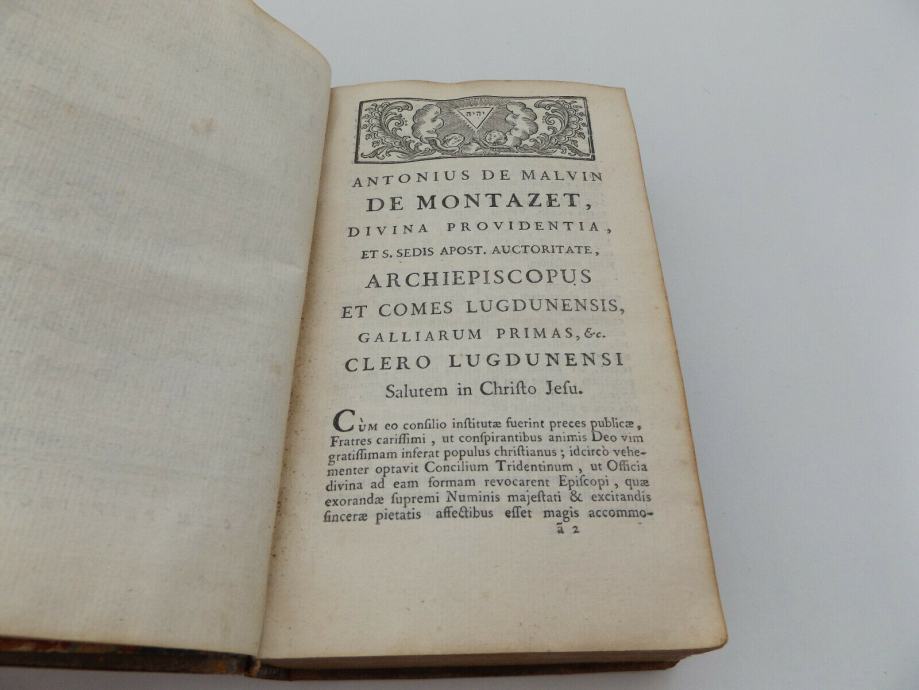 יהוה
ANTONIUS DE MALVIN
DE MONTAZET,
DIVINA PROVIDENTIA,
ET S. SEDIS APOST. AUCTORITATE,
ARCHIEPISCOPUS
ET COMES LUGDUNENSIS,
GALLIARUM PRIMAS, &c.
CLERO LUGDUNENSI
Salutem in Chriſto Jeſu.
CÙM eo conſilio inſtitutæ fuerint preces publicæ,
Fratres cariſſimi, ut conſpirantibus animis Deo vim
gratiſſimam inferat populus chriſtianus; idcircò vehe-
menter optavit Concilium Tridentinum, ut Officia
divina ad eam formam revocarent Epiſcopi, quæ
exorandæ ſupremi Numinis majeſtati & excitandis
ſinceræ pietatis affectibus eſſet magis accommo-
ã 2